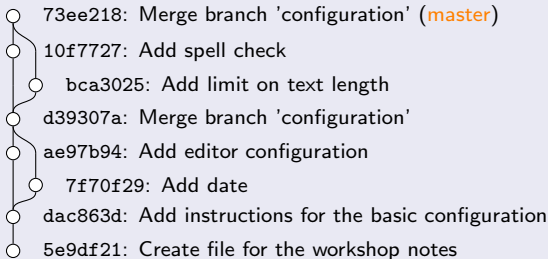 73ee218: Merge branch ’configuration’ (master)
10f7727: Add spell check
bca3025: Add limit on text length
d39307a: Merge branch ’configuration’
ae97b94: Add editor configuration
7f70f29: Add date
dac863d: Add instructions for the basic configuration
5e9df21: Create file for the workshop notes